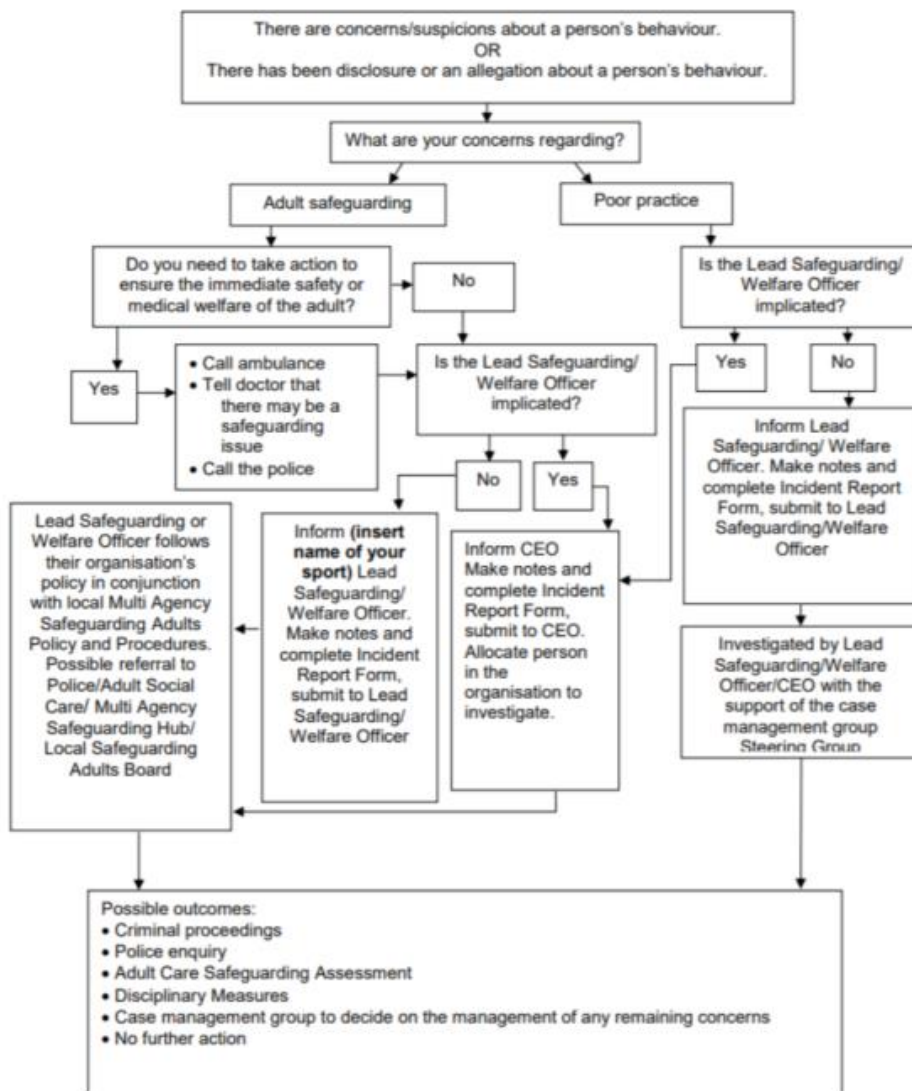 There are concerns/suspicions about a person's behaviour.
OR
There has been disclosure or an allegation about a person's behaviour.
What are your concerns regarding?
Adult safeguarding
Poor practice
Do you need to take action to
ensure the immediate safety or
medical welfare of the adult?
No
Is the Lead Safeguarding/
Welfare Officer
implicated?
Yes
• Call ambulance
• Tell doctor that
there may be a
safeguarding
issue
• Call the police
Is the Lead Safeguarding/
Welfare Officer
implicated?
Yes
No
No
Yes
Inform Lead
Safeguarding/ Welfare
Officer. Make notes and
complete Incident Report
Form, submit to Lead
Safeguarding/Welfare
Officer
Lead Safeguarding or
Welfare Officer follows
their organisation's
policy in conjunction
with local Multi Agency
Safeguarding Adults
Policy and Procedures.
Possible referral to
Police/Adult Social
Care/ Multi Agency
Safeguarding Hub/
Local Safeguarding
Adults Board
Inform (insert
name of your
sport) Lead
Safeguarding/
Welfare Officer.
Make notes and
complete Incident
Report Form,
submit to Lead
Safeguarding/
Welfare Officer
Inform CEO
Make notes and
complete Incident
Report Form,
submit to CEO.
Allocate person
in the
organisation to
investigate.
Investigated by Lead
Safeguarding/Welfare
Officer/CEO with the
support of the case
management group
Steering Group
Possible outcomes:
• Criminal proceedings
• Police enquiry
• Adult Care Safeguarding Assessment
• Disciplinary Measures
• Case management group to decide on the management of any remaining concerns
• No further action